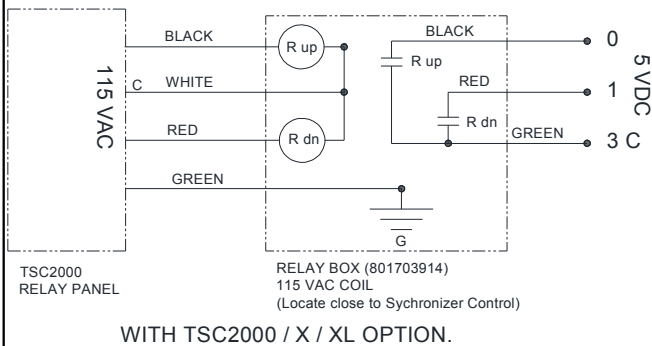 BLACK
R up
BLACK
R up
0
115 VAC
C
WHITE
RED
1
5 VDC
RED
R dn
R dn
GREEN
3 C
GREEN
G
TSC2000
RELAY PANEL
RELAY BOX (801703914)
115 VAC COIL
(Locate close to Sychronizer Control)
WITH TSC2000 / X / XL OPTION.